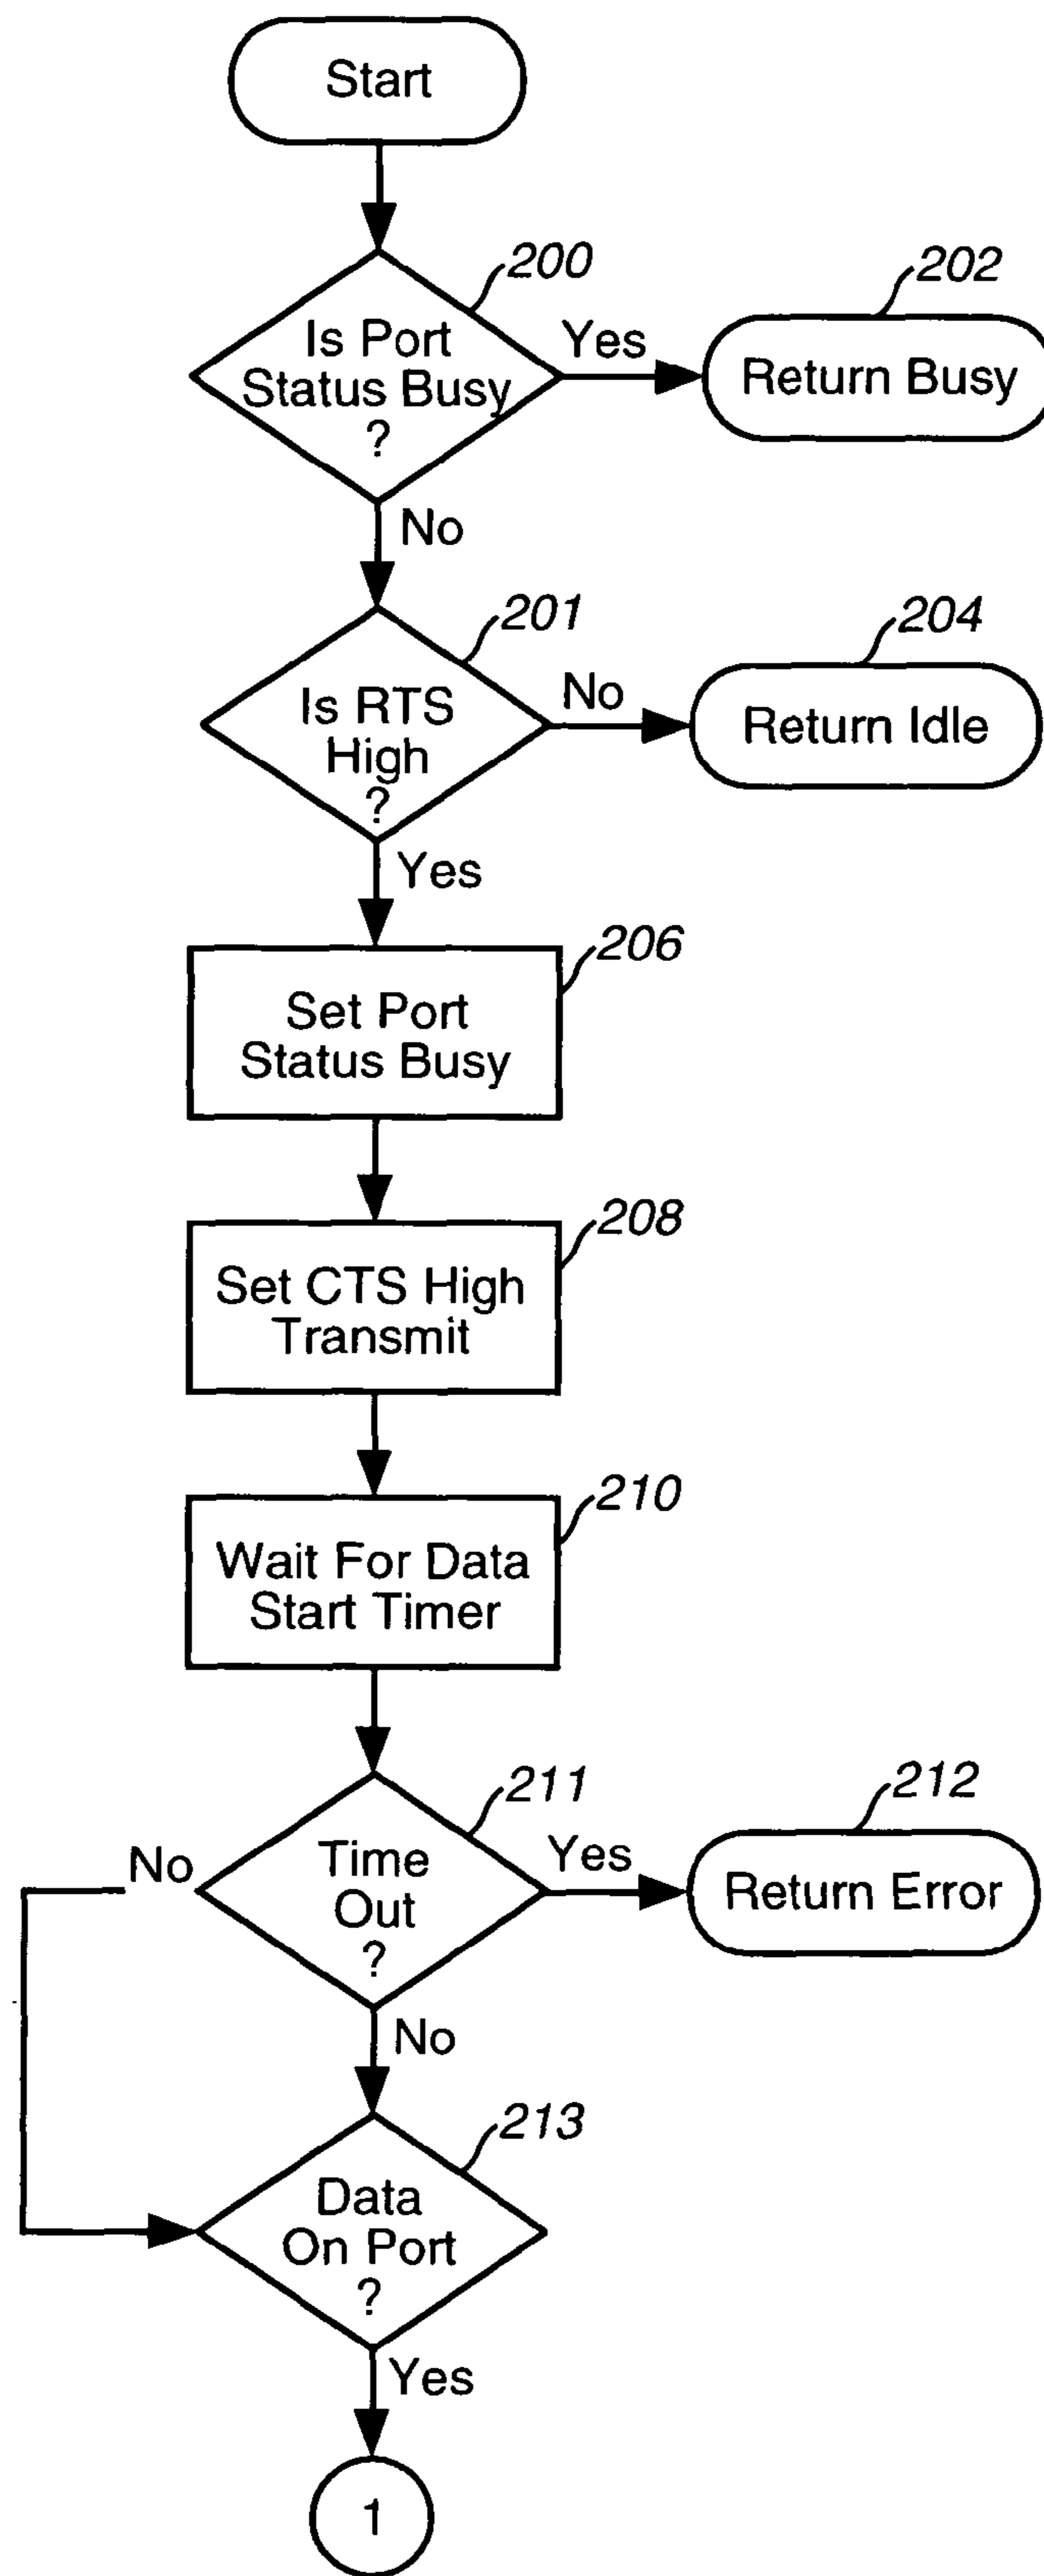 Start
200
202
Is Port
Status Busy
?
Yes
Return Busy
No
201
204
Is RTS
High
?
No
Return Idle
Yes
206
Set Port
Status Busy
208
Set CTS High
Transmit
210
Wait For Data
Start Timer
211
212
No
Time
Out
?
Yes
Return Error
No
213
Data
On Port
?
Yes
1